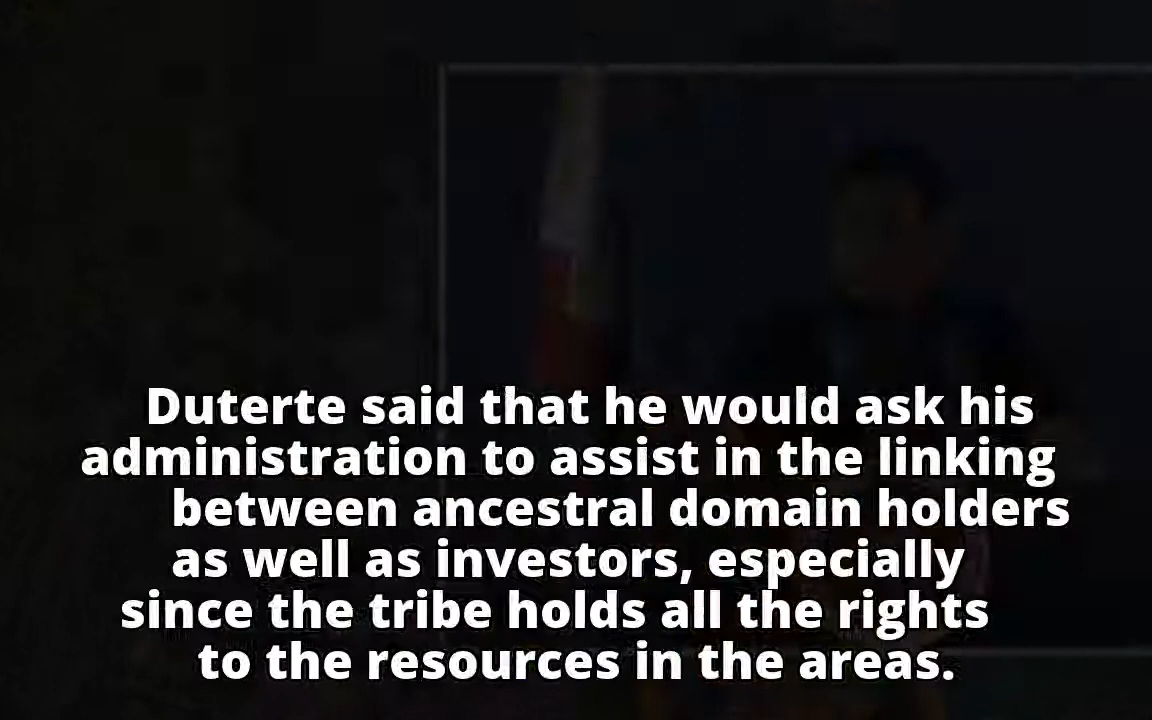 Duterte said that he would ask his
administration to assist in the linking
between ancestral domain holders
as well as investors, especially
since the tribe holds all the rights
to the resources in the areas.